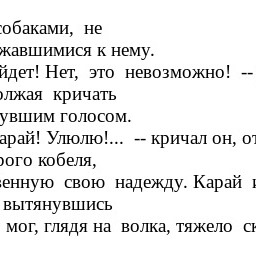 собаками, не
жавшимися к нему.
йдет! Нет, это невозможно! --
олжая кричать
увшим голосом.
арай! Улюлю!... -- кричал он, от
рого кобеля,
венную свою надежду. Карай и
вытянувшись
мог, глядя на волка, тяжело ск